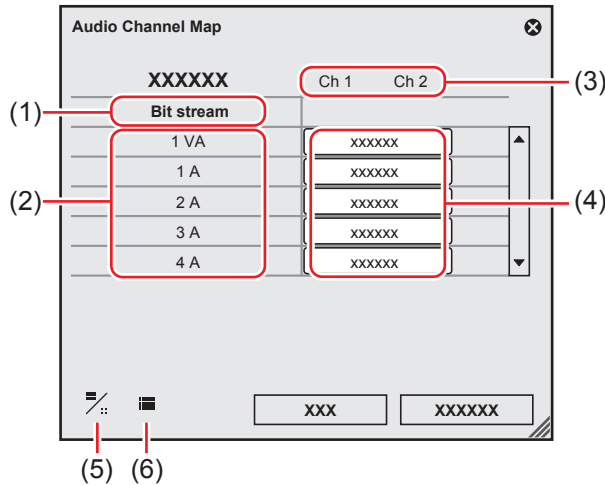 Audio Channel Map
XXXXXX Ch 1 Ch 2 (3)
(1) Bit stream
1 VA xxxxxx
1 A xxxxxx
(2) 2 A xxxxxx (4)
3 A xxxxxx
4 A xxxxxx
XXX XXXXXX
(5) (6)